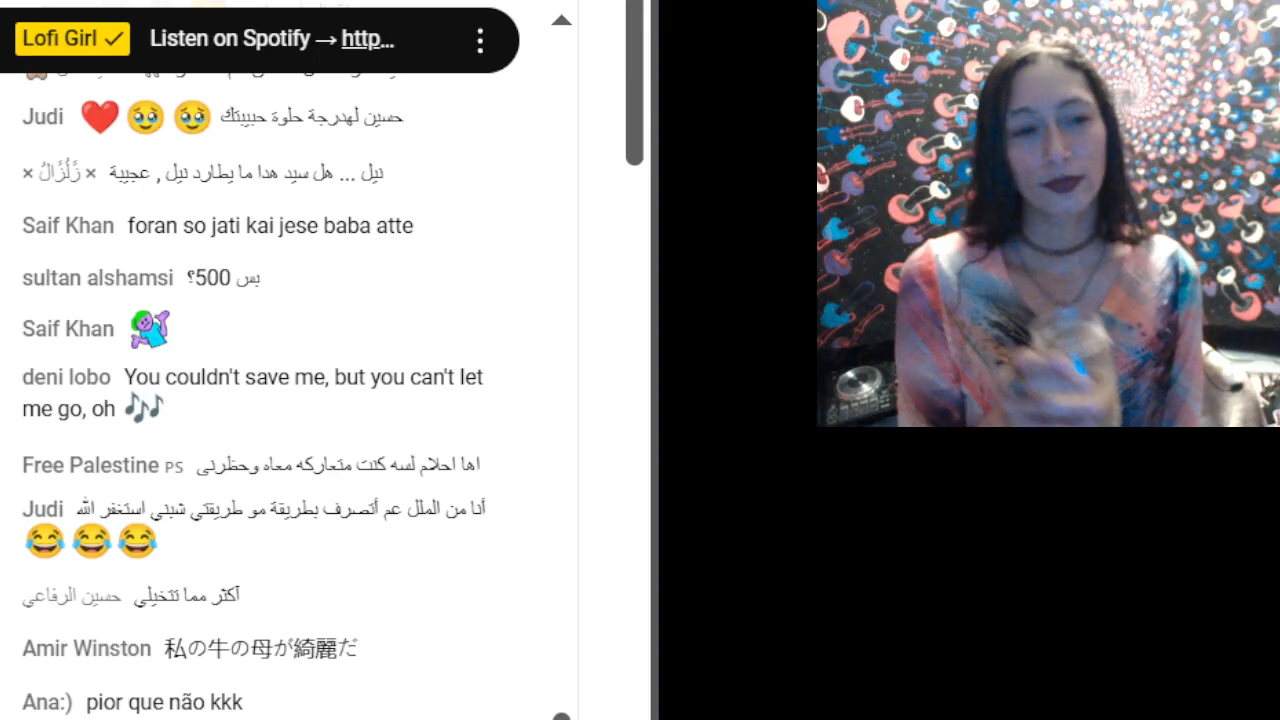 Lofi Girl Listen on Spotify → http...
Judi حسين لهدرجة حلوة حبيبتك
× زَّلُزَّالُ × نيل ... هل سيد هدا ما يطارد نيل , عجيبة
Saif Khan foran so jati kai jese baba atte
sultan alshamsi بس 500؟
Saif Khan
deni lobo You couldn't save me, but you can't let
me go, oh 🎶
Free Palestine PS اها احلام لسه كنت متعاركه معاه وحظرنى
Judi أنا من الملل عم أتصرف بطريقة مو طريقتي شبني استغفر الله
😂😂😂
حسين الرفاعي آكثر مما تتخيلي
Amir Winston 私の牛の母が綺麗だ
Ana:) pior que não kkk